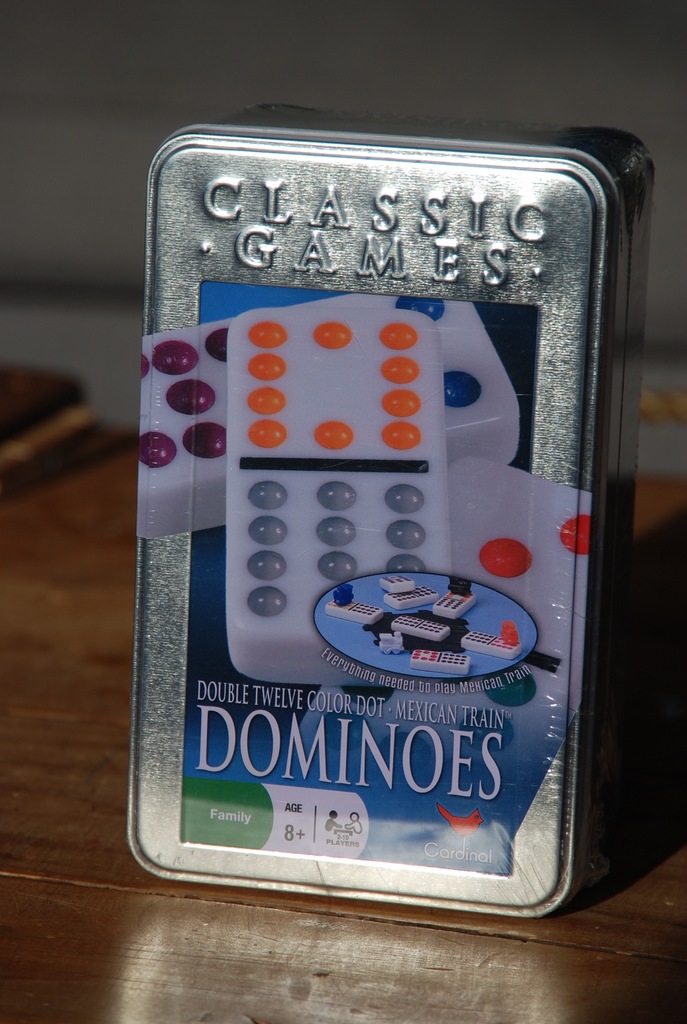 CLASSIC
· GAMES ·
Everything needed to play Mexican Train
DOUBLE TWELVE COLOR DOT · MEXICAN TRAIN™
DOMINOES
Family
AGE
8+
2-10
PLAYERS
Cardinal